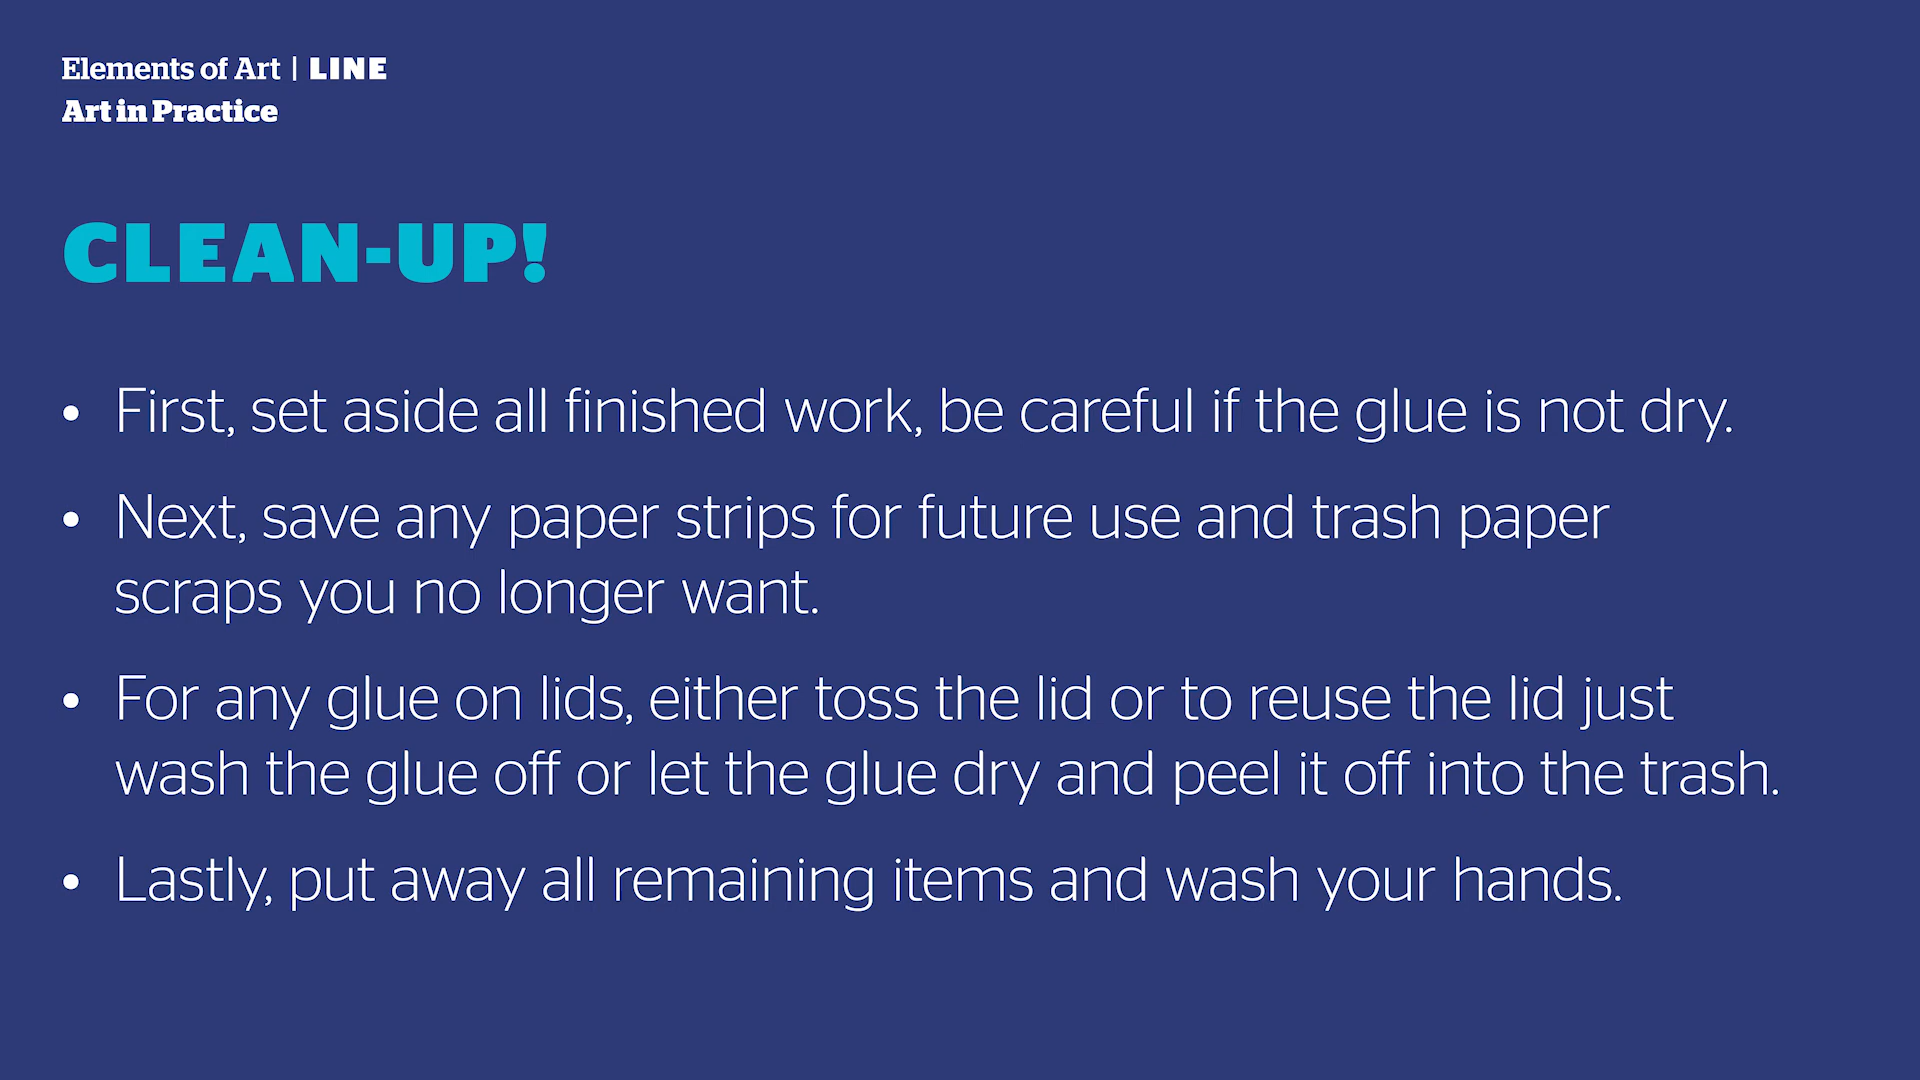 Elements of Art | LINE
Art in Practice
CLEAN-UP!
• First, set aside all finished work, be careful if the glue is not dry.
• Next, save any paper strips for future use and trash paper
scraps you no longer want.
• For any glue on lids, either toss the lid or to reuse the lid just
wash the glue off or let the glue dry and peel it off into the trash.
• Lastly, put away all remaining items and wash your hands.